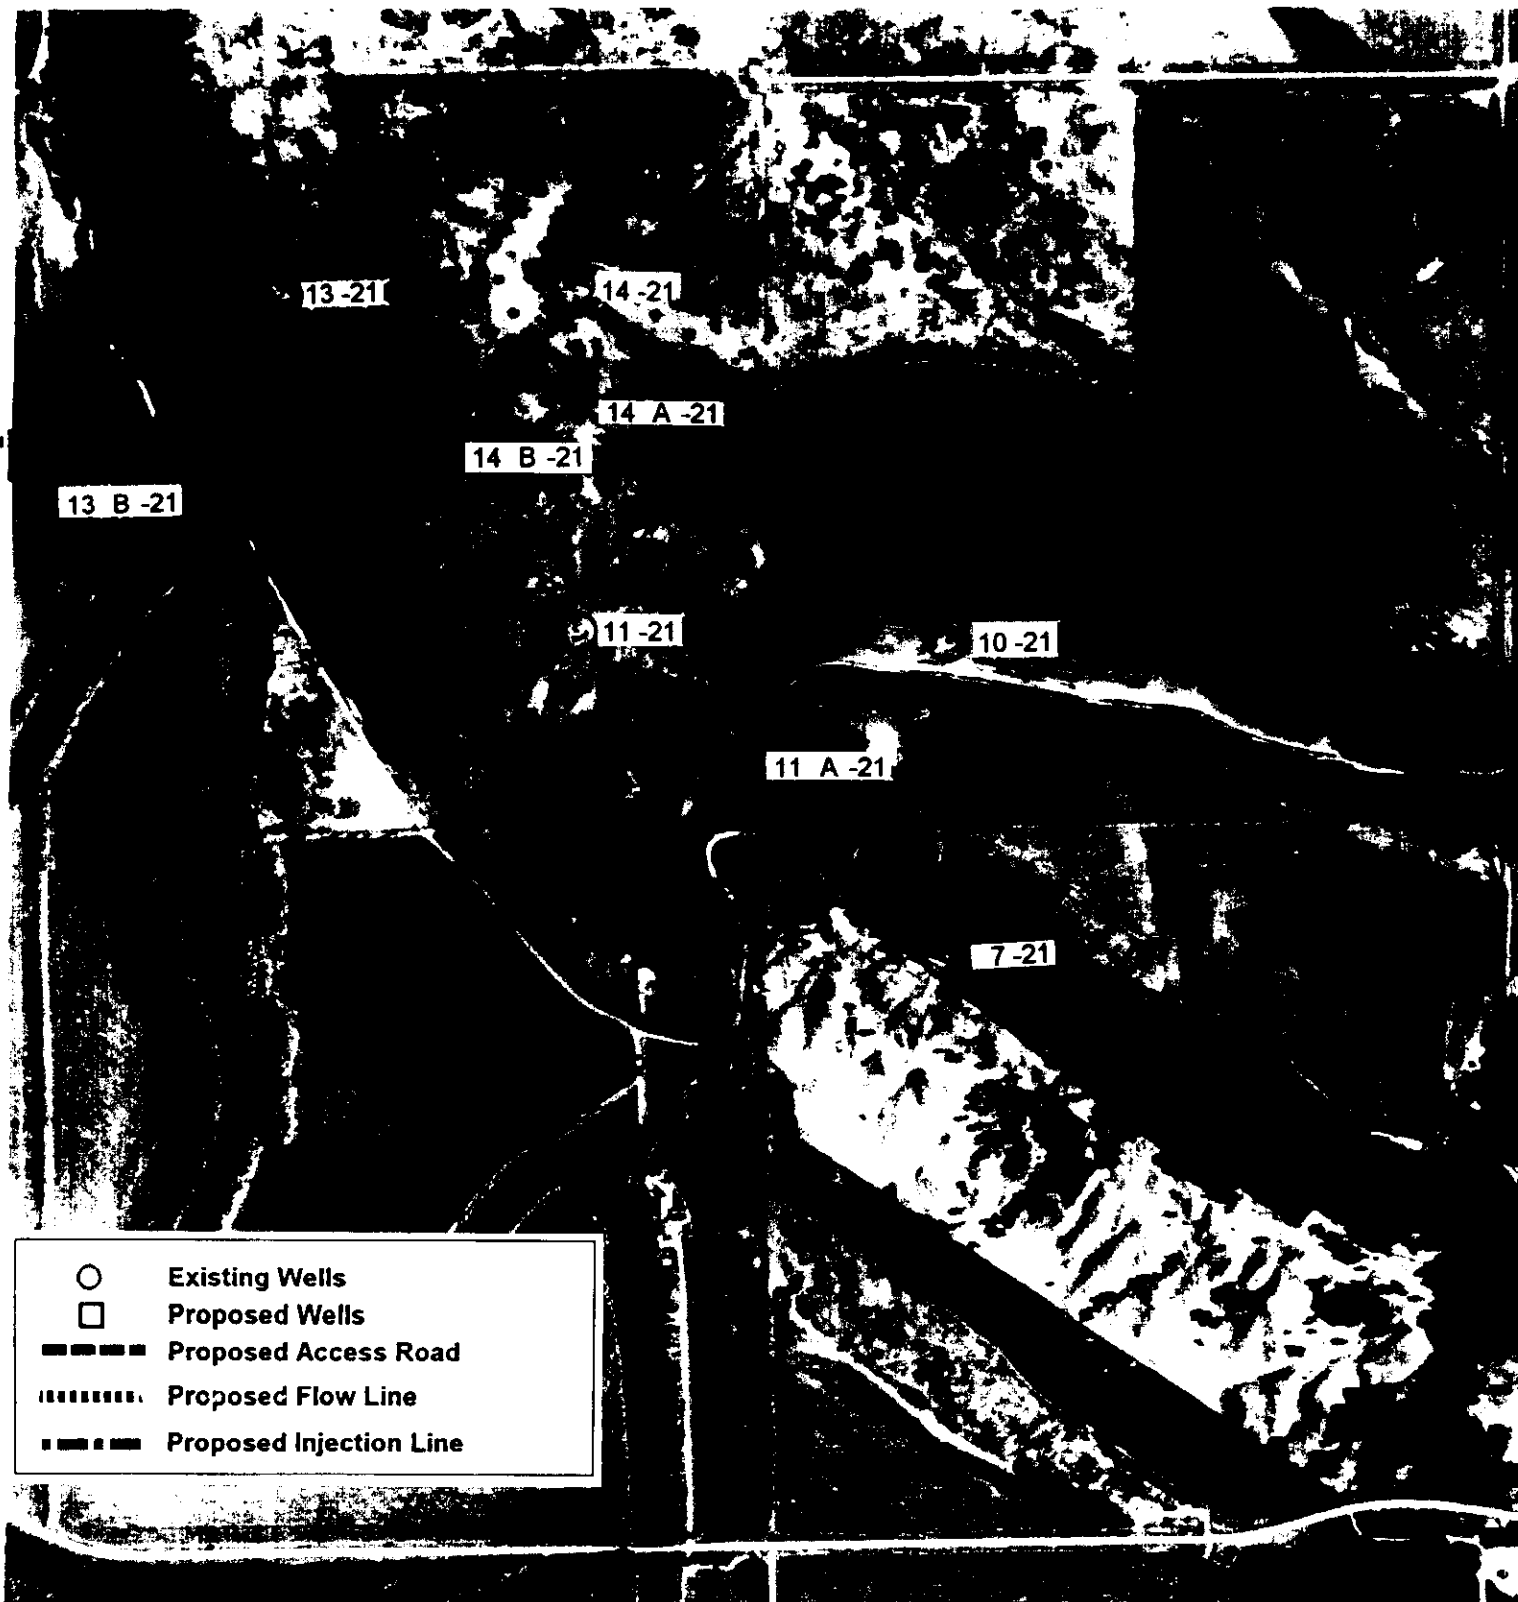 13 -21
14 -21
14 A -21
14 B -21
13 B -21
11 -21
10 -21
11 A -21
7 -21
Existing Wells
Proposed Wells
Proposed Access Road
Proposed Flow Line
Proposed Injection Line